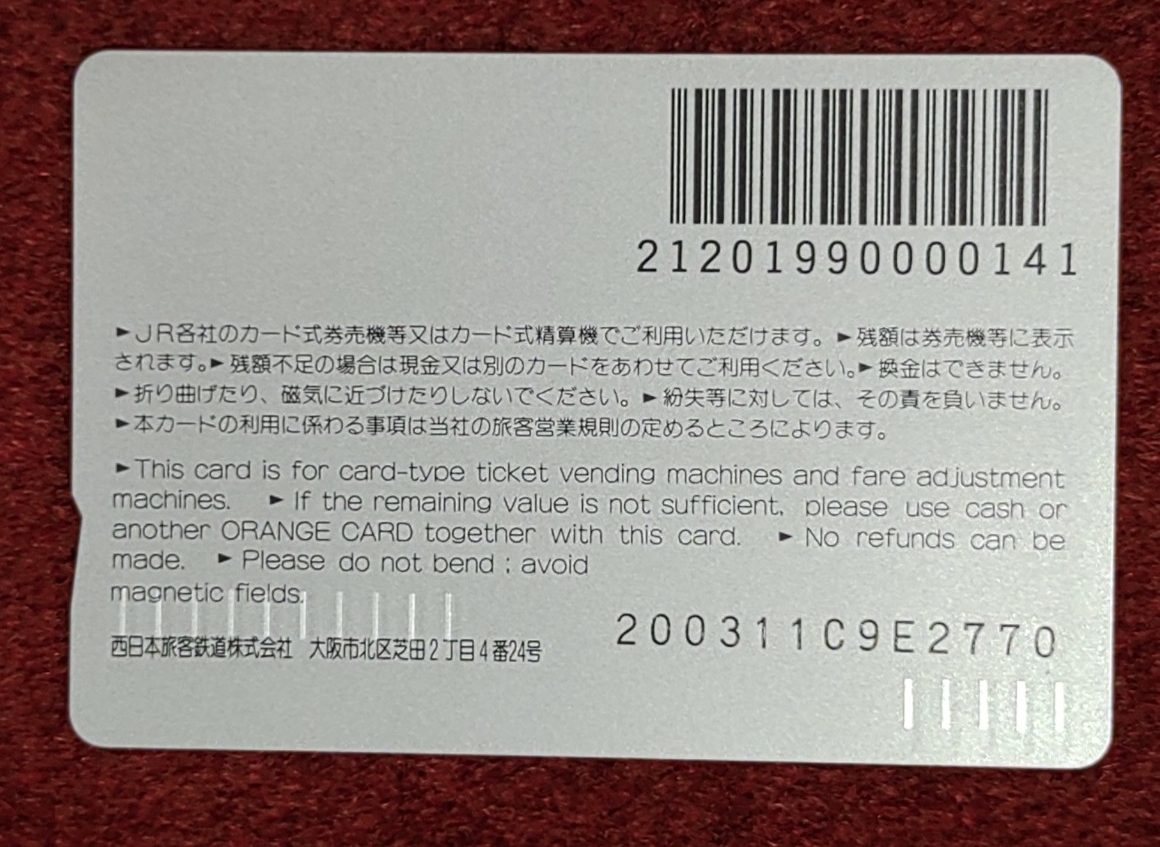 21201990000141
►JR各社のカード式券売機等又はカード式精算機でご利用いただけます。►残額は券売機等に表示
されます。►残額不足の場合は現金又は別のカードをあわせてご利用ください。►換金はできません。
►折り曲げたり、磁気に近づけたりしないでください。►紛失等に対しては、その責を負いません。
►本カードの利用に係わる事項は当社の旅客営業規則の定めるところによります。
►This card is for card-type ticket vending machines and fare adjustment
machines. ►If the remaining value is not sufficient, please use cash or
another ORANGE CARD together with this card. ►No refunds can be
made. ►Please do not bend; avoid
magnetic fields.
西日本旅客鉄道株式会社 大阪市北区芝田2丁目4番24号
200311C9E2770